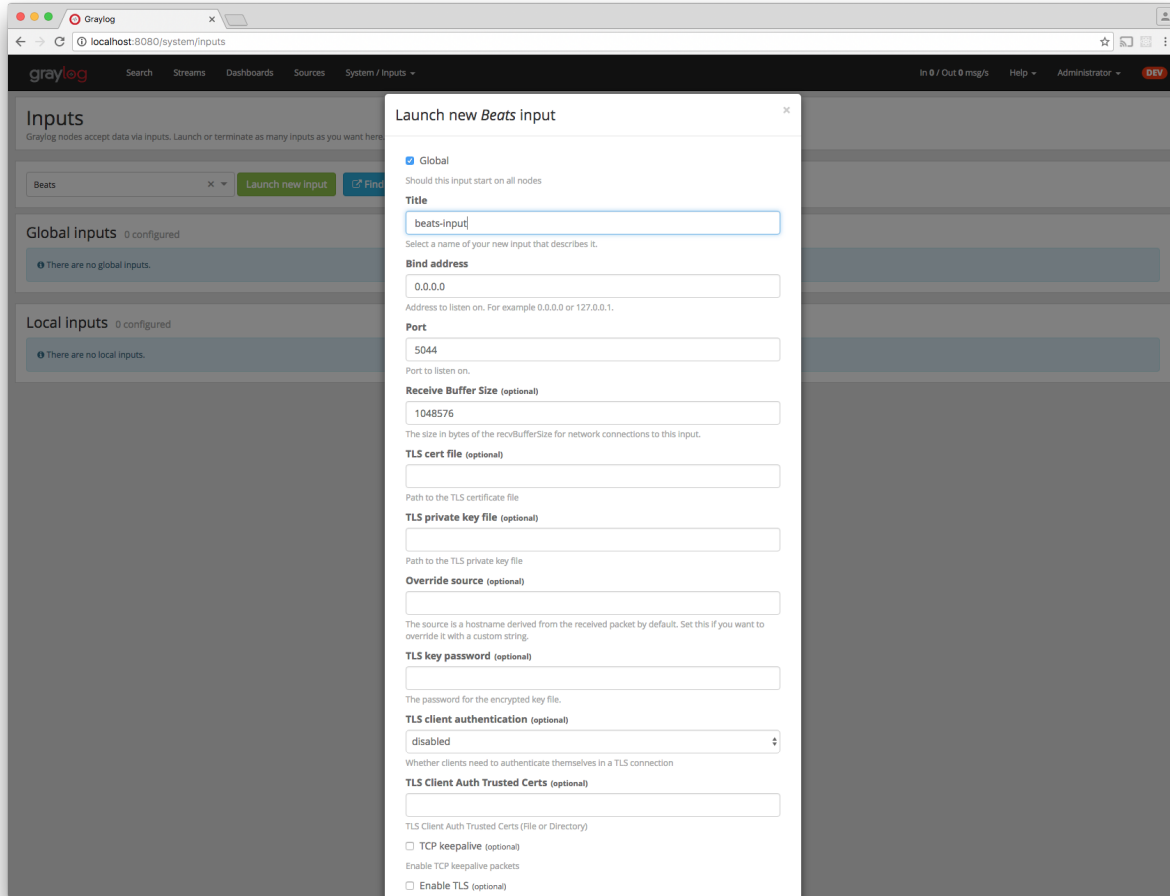 Graylog
localhost:8080/system/inputs
graylog Search Streams Dashboards Sources System / Inputs In 0 / Out 0 msg/s Help Administrator DEV
Inputs
Graylog nodes accept data via inputs. Launch or terminate as many inputs as you want here.
Beats Launch new input Find
Global inputs 0 configured
There are no global inputs.
Local inputs 0 configured
There are no local inputs.
Launch new Beats input ×
Global
Should this input start on all nodes
Title
beats-input
Select a name of your new input that describes it.
Bind address
0.0.0.0
Address to listen on. For example 0.0.0.0 or 127.0.0.1.
Port
5044
Port to listen on.
Receive Buffer Size (optional)
1048576
The size in bytes of the recvBufferSize for network connections to this input.
TLS cert file (optional)
Path to the TLS certificate file
TLS private key file (optional)
Path to the TLS private key file
Override source (optional)
The source is a hostname derived from the received packet by default. Set this if you want to
override it with a custom string.
TLS key password (optional)
The password for the encrypted key file.
TLS client authentication (optional)
disabled
Whether clients need to authenticate themselves in a TLS connection
TLS Client Auth Trusted Certs (optional)
TLS Client Auth Trusted Certs (File or Directory)
TCP keepalive (optional)
Enable TCP keepalive packets
Enable TLS (optional)